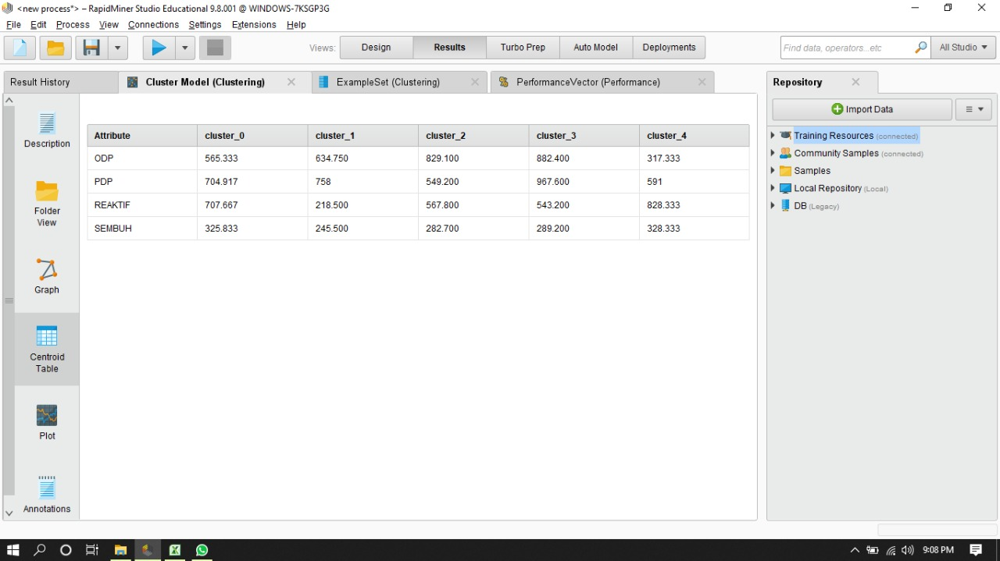 <new process*> – RapidMiner Studio Educational 9.8.001 @ WINDOWS-7KSGP3G
File Edit Process View Connections Settings Extensions Help
Views: Design Results Turbo Prep Auto Model Deployments Find data, operators...etc All Studio
Result History Cluster Model (Clustering) ExampleSet (Clustering) PerformanceVector (Performance) Repository
Import Data
Description
Folder
View
Graph
Centroid
Table
Plot
Annotations
Attribute cluster_0 cluster_1 cluster_2 cluster_3 cluster_4
ODP 565.333 634.750 829.100 882.400 317.333
PDP 704.917 758 549.200 967.600 591
REAKTIF 707.667 218.500 567.800 543.200 828.333
SEMBUH 325.833 245.500 282.700 289.200 328.333
Training Resources (connected)
Community Samples (connected)
Samples
Local Repository (Local)
DB (Legacy)
9:08 PM